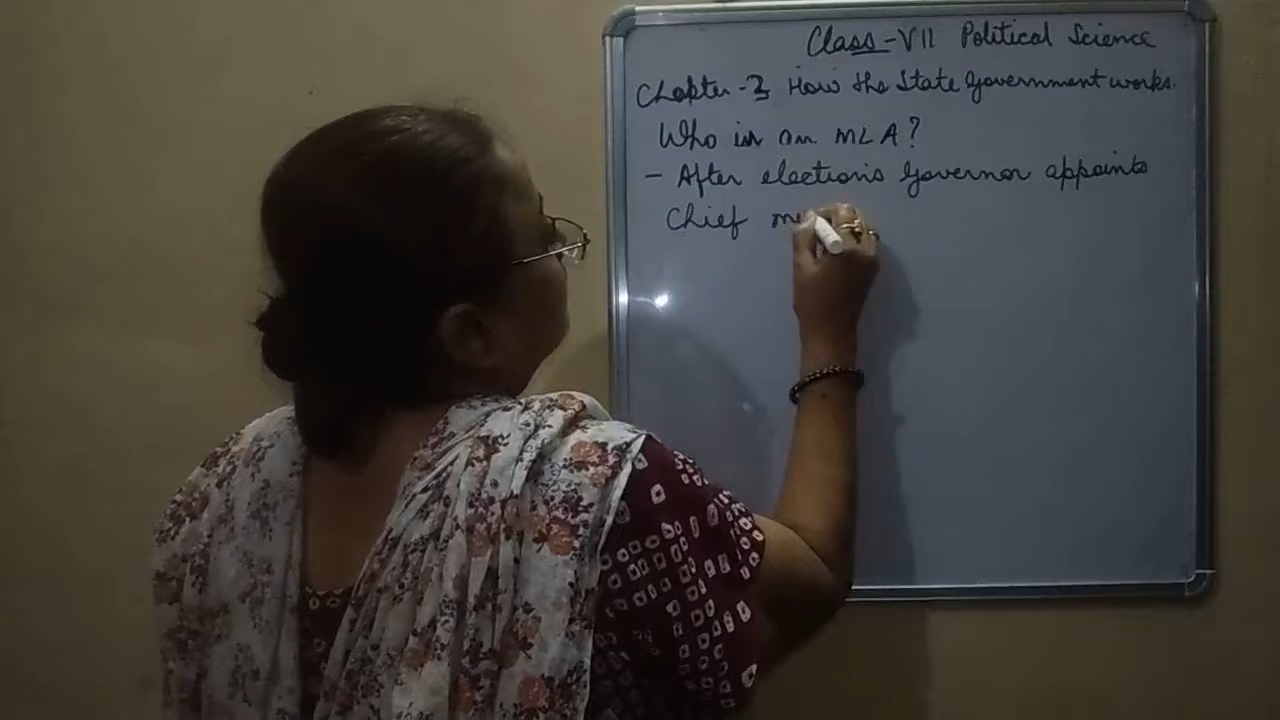 Class-VII Political Science
Chapter-3 How the State Government works.
Who is an MLA?
- After elections Governor appoints
Chief